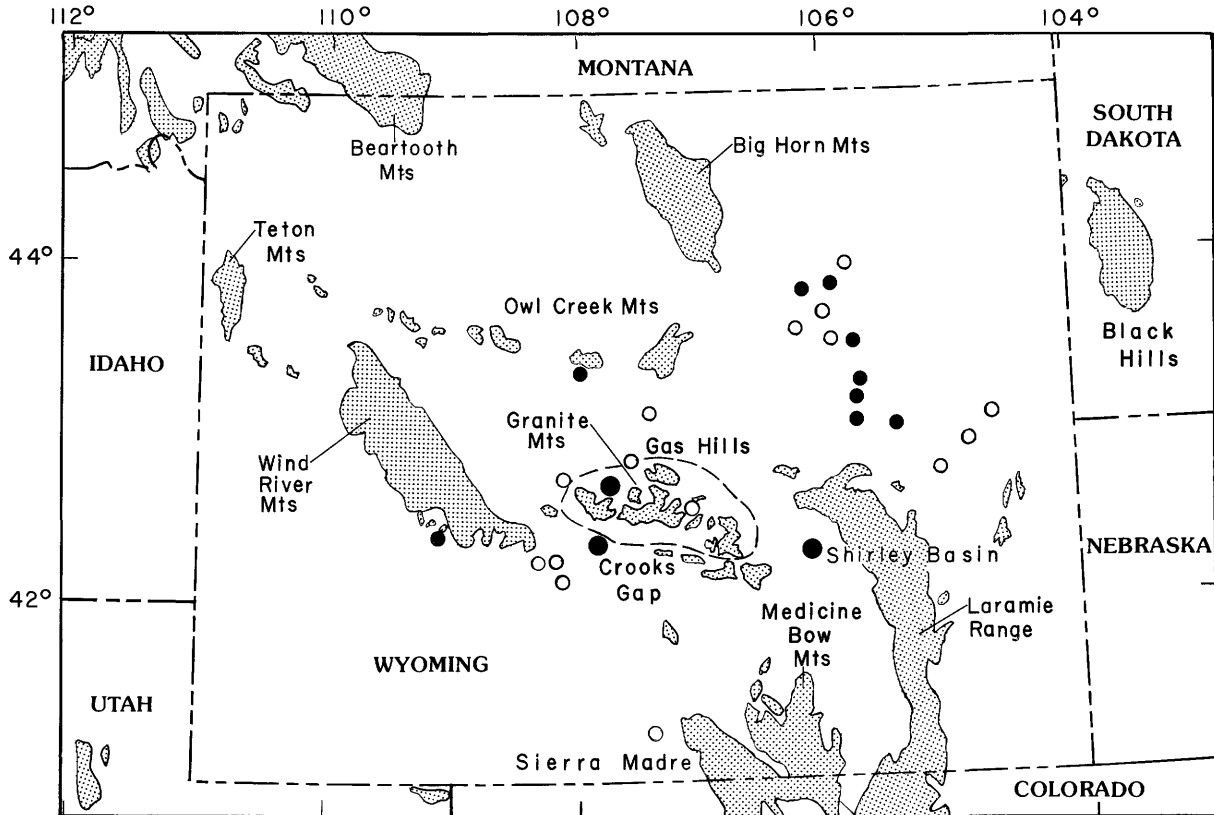 112°
110°
108°
106°
104°
MONTANA
SOUTH
DAKOTA
Beartooth
Mts
Big Horn Mts
Teton
Mts
44°
Owl Creek Mts
Black
Hills
IDAHO
Granite
Mts
Gas Hills
Wind
River
Mts
Crooks
Gap
Shirley Basin
NEBRASKA
42°
Medicine
Bow
Mts
Laramie
Range
WYOMING
UTAH
Sierra Madre
COLORADO